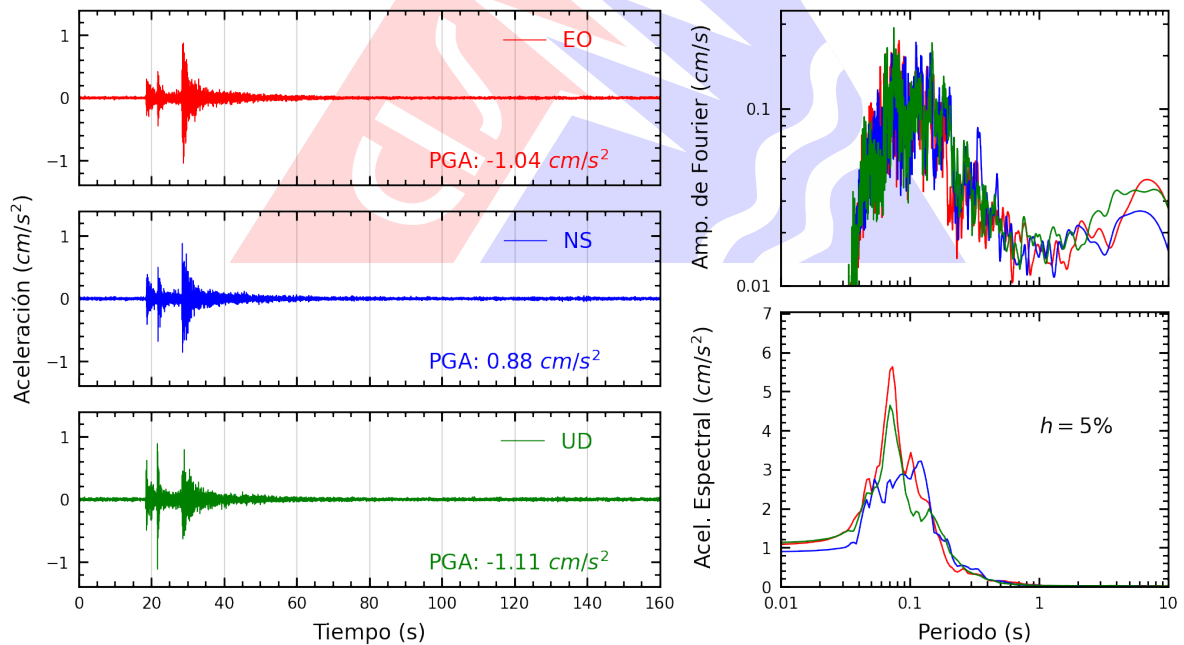 Aceleración (cm/s²)
1
0
−1
EO
PGA: -1.04 cm/s²
1
0
−1
NS
PGA: 0.88 cm/s²
1
0
−1
UD
PGA: -1.11 cm/s²
0 20 40 60 80 100 120 140 160
Tiempo (s)
Amp. de Fourier (cm/s)
0.1
0.01
Acel. Espectral (cm/s²)
7
6
5
4
3
2
1
0
h = 5%
0.01 0.1 1 10
Periodo (s)